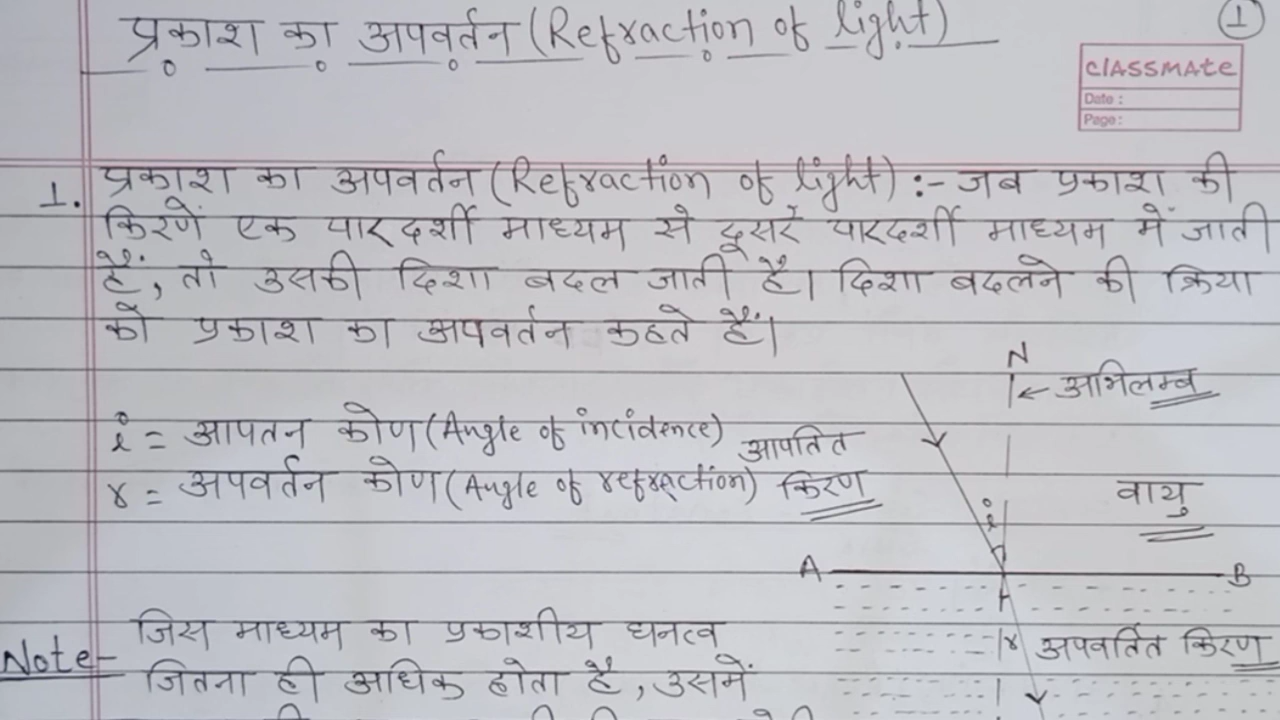 प्रकाश का अपवर्तन (Refraction of light)
1
CLASSMATE
Date :
Page :
1. प्रकाश का अपवर्तन (Refraction of light) :- जब प्रकाश की
किरणें एक पारदर्शी माध्यम से दूसरे पारदर्शी माध्यम में जाती
हैं, तो उसकी दिशा बदल जाती है। दिशा बदलने की क्रिया
को प्रकाश का अपवर्तन कहते हैं।
N
← अभिलम्ब
i = आपतन कोण (Angle of incidence)
r = अपवर्तन कोण (Angle of refraction)
आपतित
किरण
वायु
i
A
B
r
अपवर्तित किरण
Note- जिस माध्यम का प्रकाशीय घनत्व
जितना ही अधिक होता है, उसमें